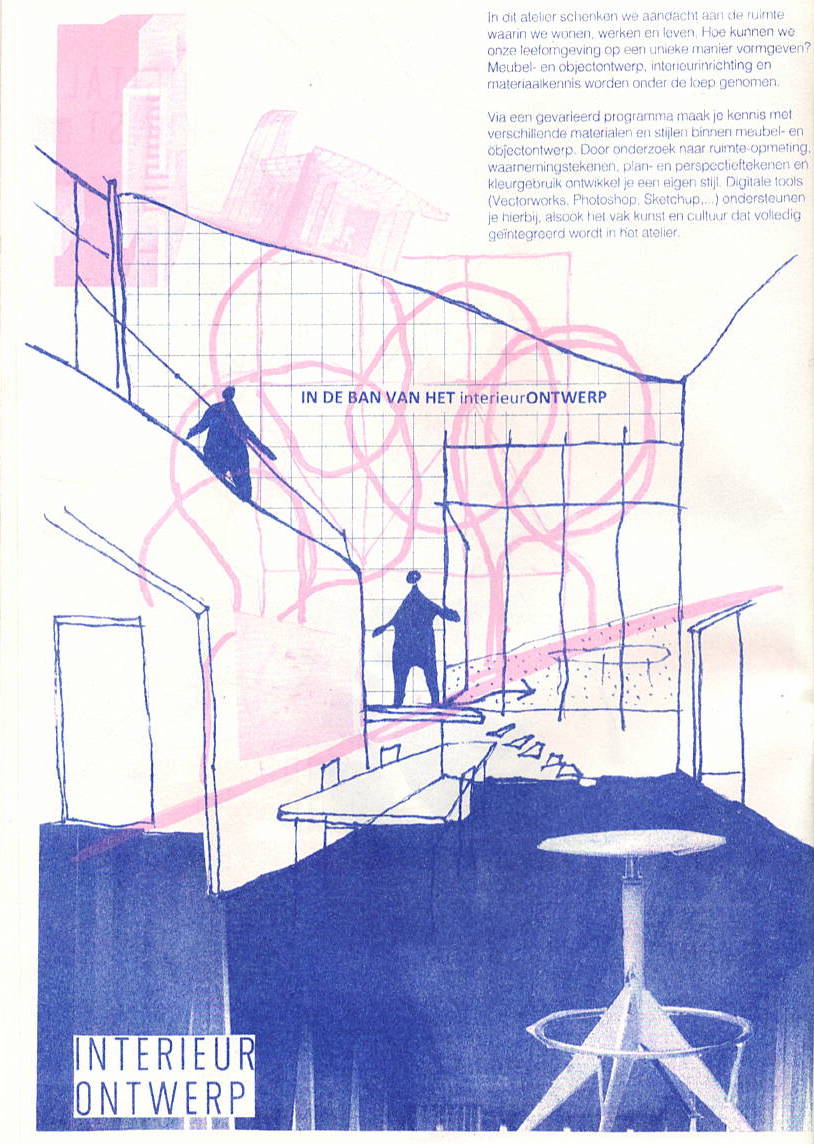 In dit atelier schenken we aandacht aan de ruimte
waarin we wonen, werken en leven. Hoe kunnen we
onze leefomgeving op een unieke manier vormgeven?
Meubel- en objectontwerp, interieurinrichting en
materiaalkennis worden onder de loep genomen.
Via een gevarieerd programma maak je kennis met
verschillende materialen en stijlen binnen meubel- en
objectontwerp. Door onderzoek naar ruimte-opmeting,
waarnemingstekenen, plan- en perspectieftekenen en
kleurgebruik ontwikkel je een eigen stijl. Digitale tools
(Vectorworks, Photoshop, Sketchup,...) ondersteunen
je hierbij, alsook het vak kunst en cultuur dat volledig
geïntegreerd wordt in het atelier.
IN DE BAN VAN HET interieurONTWERP
INTERIEUR
ONTWERP